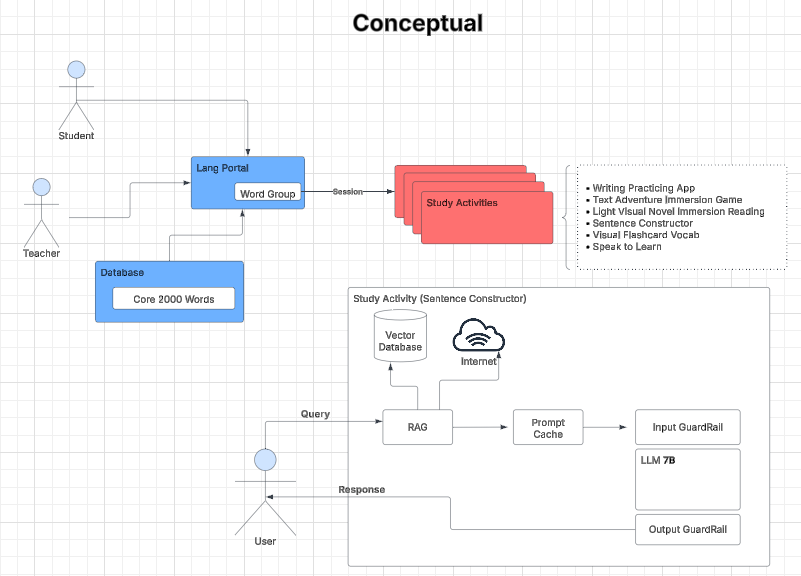 Conceptual
Student
Lang Portal
Word Group
Session
Study Activities
• Writing Practicing App
• Text Adventure Immersion Game
• Light Visual Novel Immersion Reading
• Sentence Constructor
• Visual Flashcard Vocab
• Speak to Learn
Teacher
Database
Core 2000 Words
Study Activity (Sentence Constructor)
Vector
Database
Internet
Query
RAG
Prompt
Cache
Input GuardRail
LLM 7B
Response
Output GuardRail
User